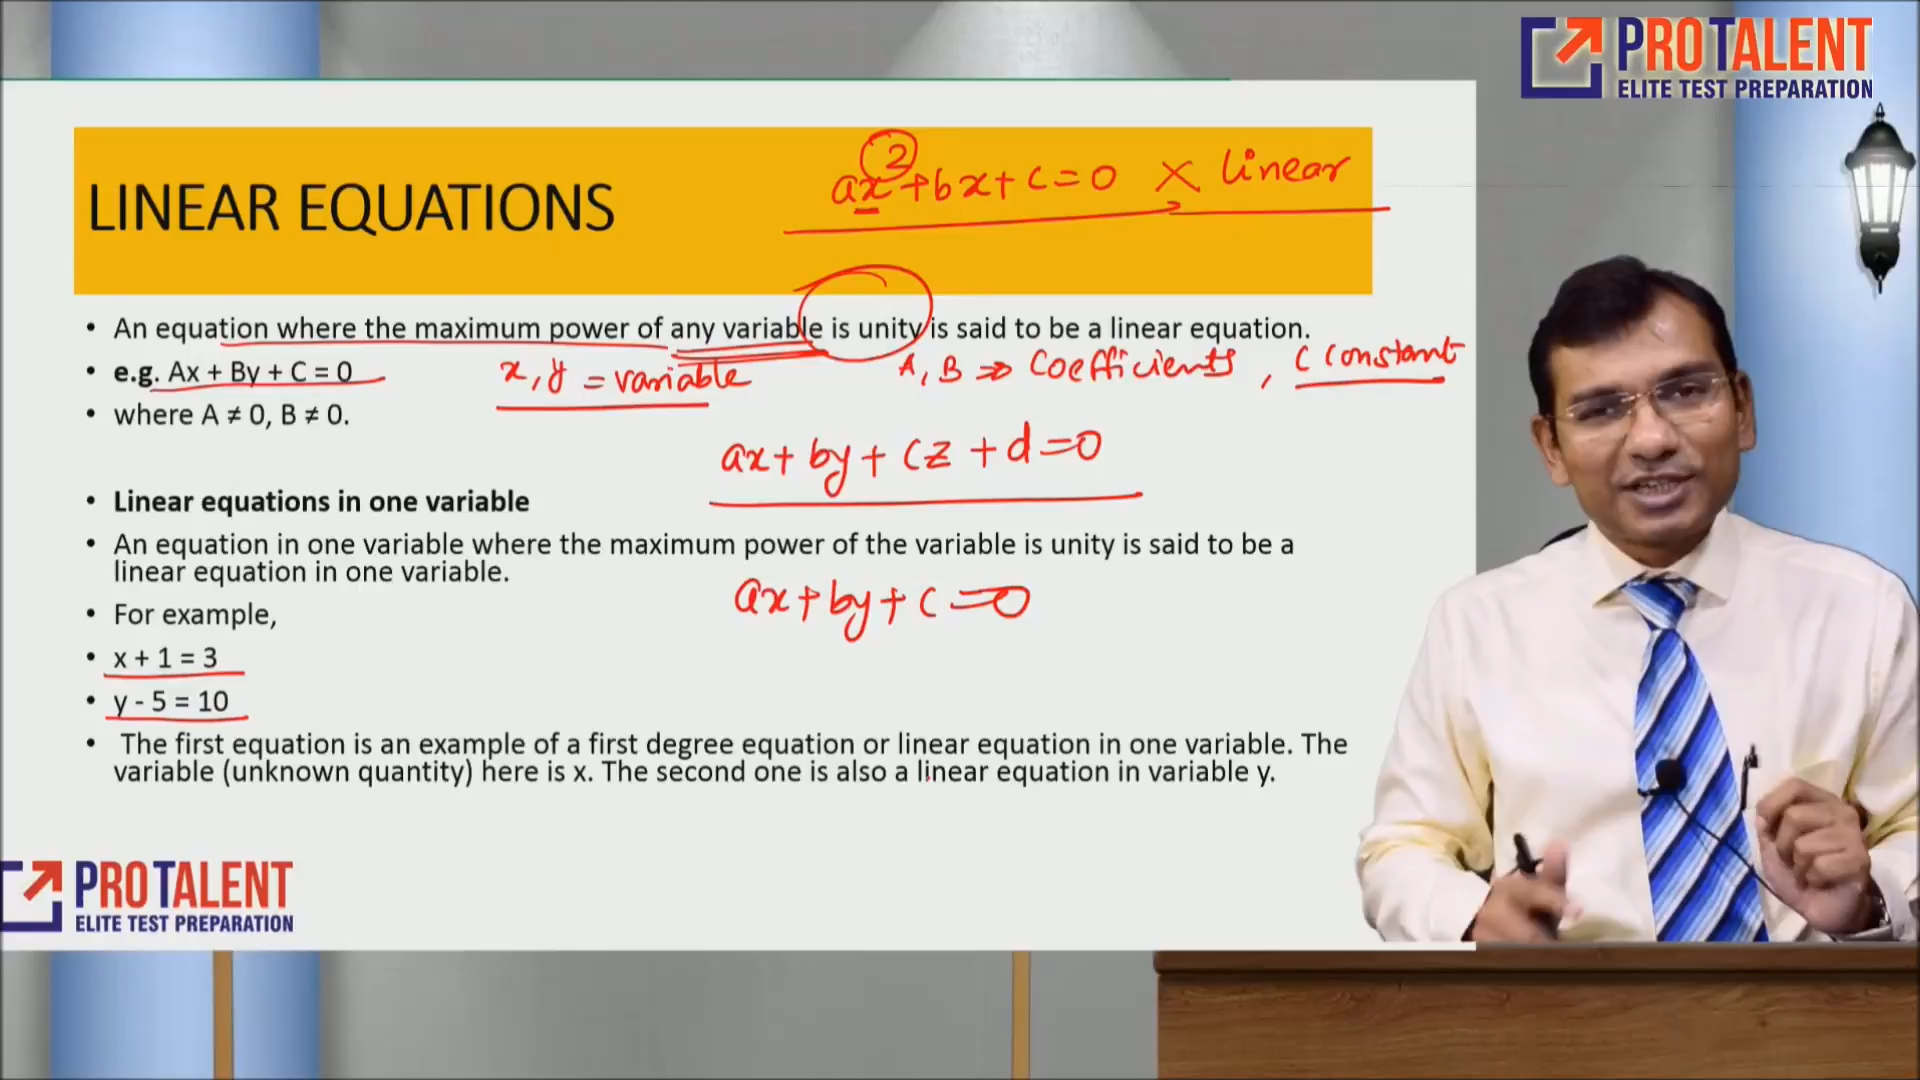 PROTALENT
ELITE TEST PREPARATION
ax²+bx+c=0 × linear
LINEAR EQUATIONS
• An equation where the maximum power of any variable is unity is said to be a linear equation.
• e.g. Ax + By + C = 0
x, y = variable
A, B ⇒ Coefficients, C Constant
• where A ≠ 0, B ≠ 0.
ax+by+cz+d=0
• Linear equations in one variable
• An equation in one variable where the maximum power of the variable is unity is said to be a
linear equation in one variable.
ax+by+c=0
• For example,
• x + 1 = 3
• y - 5 = 10
• The first equation is an example of a first degree equation or linear equation in one variable. The
variable (unknown quantity) here is x. The second one is also a linear equation in variable y.
PROTALENT
ELITE TEST PREPARATION